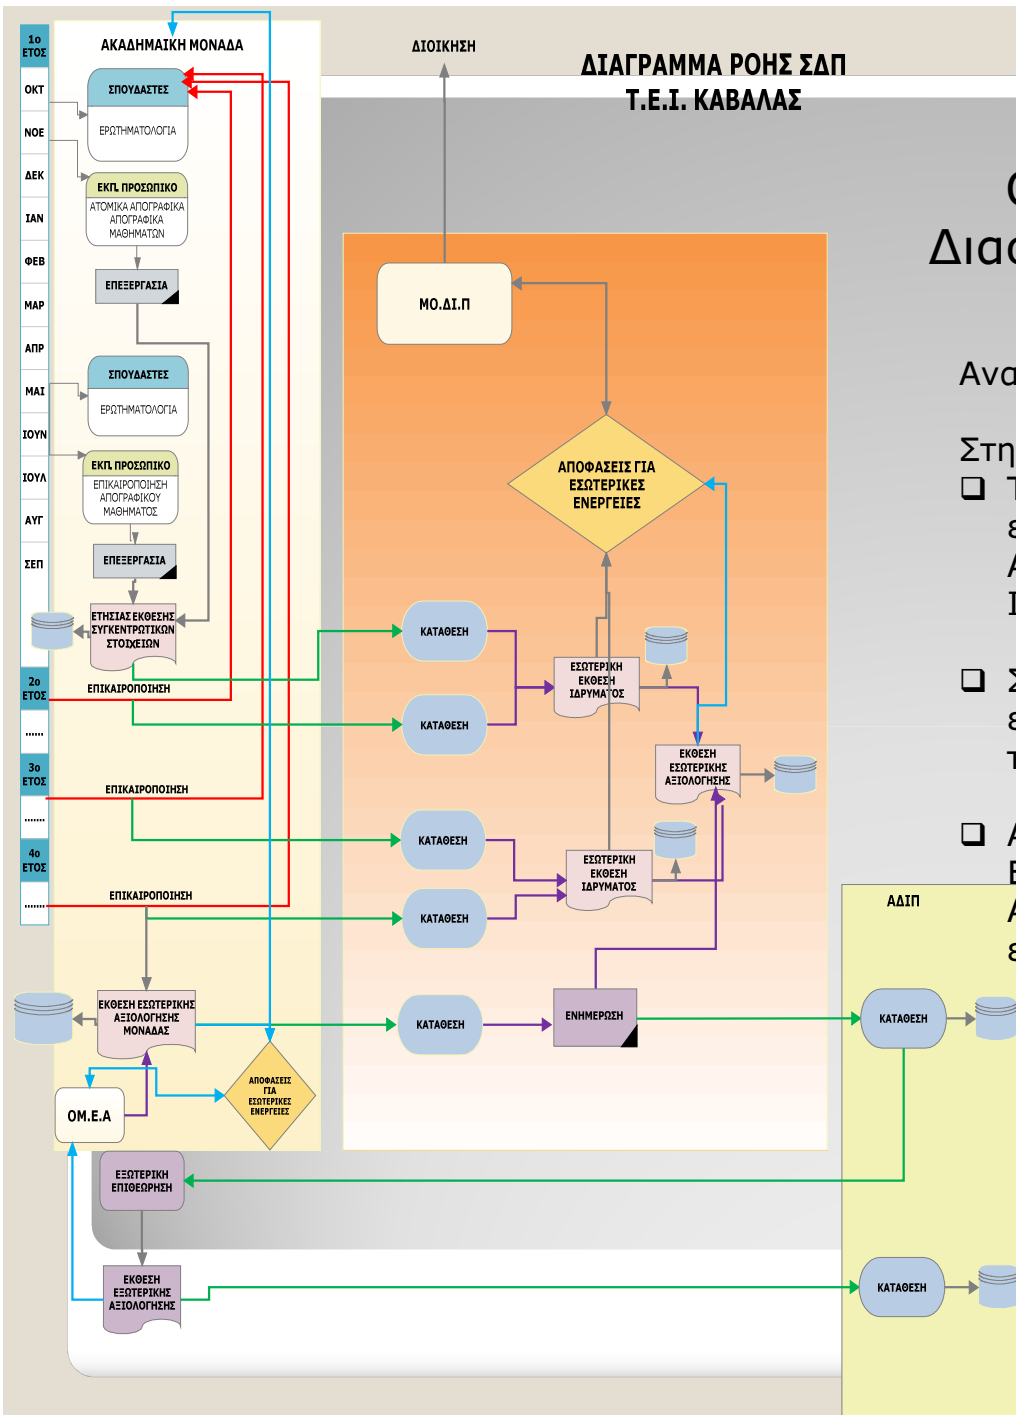 ΔΙΑΓΡΑΜΜΑ ΡΟΗΣ ΣΔΠ
Τ.Ε.Ι. ΚΑΒΑΛΑΣ
1ο
ΕΤΟΣ
ΟΚΤ
ΝΟΕ
ΔΕΚ
ΙΑΝ
ΦΕΒ
ΜΑΡ
ΑΠΡ
ΜΑΙ
ΙΟΥΝ
ΙΟΥΛ
ΑΥΓ
ΣΕΠ
2ο
ΕΤΟΣ
......
3ο
ΕΤΟΣ
.......
4ο
ΕΤΟΣ
.......
ΑΚΑΔΗΜΑΙΚΗ ΜΟΝΑΔΑ
ΣΠΟΥΔΑΣΤΕΣ
ΕΡΩΤΗΜΑΤΟΛΟΓΙΑ
ΕΚΠ. ΠΡΟΣΩΠΙΚΟ
ΑΤΟΜΙΚΑ ΑΠΟΓΡΑΦΙΚΑ
ΑΠΟΓΡΑΦΙΚΑ
ΜΑΘΗΜΑΤΩΝ
ΕΠΕΞΕΡΓΑΣΙΑ
ΣΠΟΥΔΑΣΤΕΣ
ΕΡΩΤΗΜΑΤΟΛΟΓΙΑ
ΕΚΠ. ΠΡΟΣΩΠΙΚΟ
ΕΠΙΚΑΙΡΟΠΟΙΗΣΗ
ΑΠΟΓΡΑΦΙΚΟΥ
ΜΑΘΗΜΑΤΟΣ
ΕΠΕΞΕΡΓΑΣΙΑ
ΕΤΗΣΙΑΣ ΕΚΘΕΣΗΣ
ΣΥΓΚΕΝΤΡΩΤΙΚΩΝ
ΣΤΟΙΧΕΙΩΝ
ΕΠΙΚΑΙΡΟΠΟΙΗΣΗ
ΕΠΙΚΑΙΡΟΠΟΙΗΣΗ
ΕΠΙΚΑΙΡΟΠΟΙΗΣΗ
ΕΚΘΕΣΗ ΕΣΩΤΕΡΙΚΗΣ
ΑΞΙΟΛΟΓΗΣΗΣ
ΜΟΝΑΔΑΣ
ΑΠΟΦΑΣΕΙΣ
ΓΙΑ
ΕΣΩΤΕΡΙΚΕΣ
ΕΝΕΡΓΕΙΕΣ
ΟΜ.Ε.Α
ΕΞΩΤΕΡΙΚΗ
ΕΠΙΘΕΩΡΗΣΗ
ΕΚΘΕΣΗ
ΕΞΩΤΕΡΙΚΗΣ
ΑΞΙΟΛΟΓΗΣΗΣ
ΔΙΟΙΚΗΣΗ
ΜΟ.ΔΙ.Π
ΑΠΟΦΑΣΕΙΣ ΓΙΑ
ΕΣΩΤΕΡΙΚΕΣ
ΕΝΕΡΓΕΙΕΣ
ΚΑΤΑΘΕΣΗ
ΚΑΤΑΘΕΣΗ
ΕΣΩΤΕΡΙΚΗ
ΕΚΘΕΣΗ
ΙΔΡΥΜΑΤΟΣ
ΕΚΘΕΣΗ
ΕΣΩΤΕΡΙΚΗΣ
ΑΞΙΟΛΟΓΗΣΗΣ
ΚΑΤΑΘΕΣΗ
ΕΣΩΤΕΡΙΚΗ
ΕΚΘΕΣΗ
ΙΔΡΥΜΑΤΟΣ
ΚΑΤΑΘΕΣΗ
ΚΑΤΑΘΕΣΗ
ΕΝΗΜΕΡΩΣΗ
ΑΔΙΠ
ΚΑΤΑΘΕΣΗ
ΚΑΤΑΘΕΣΗ
Ανα
Στη